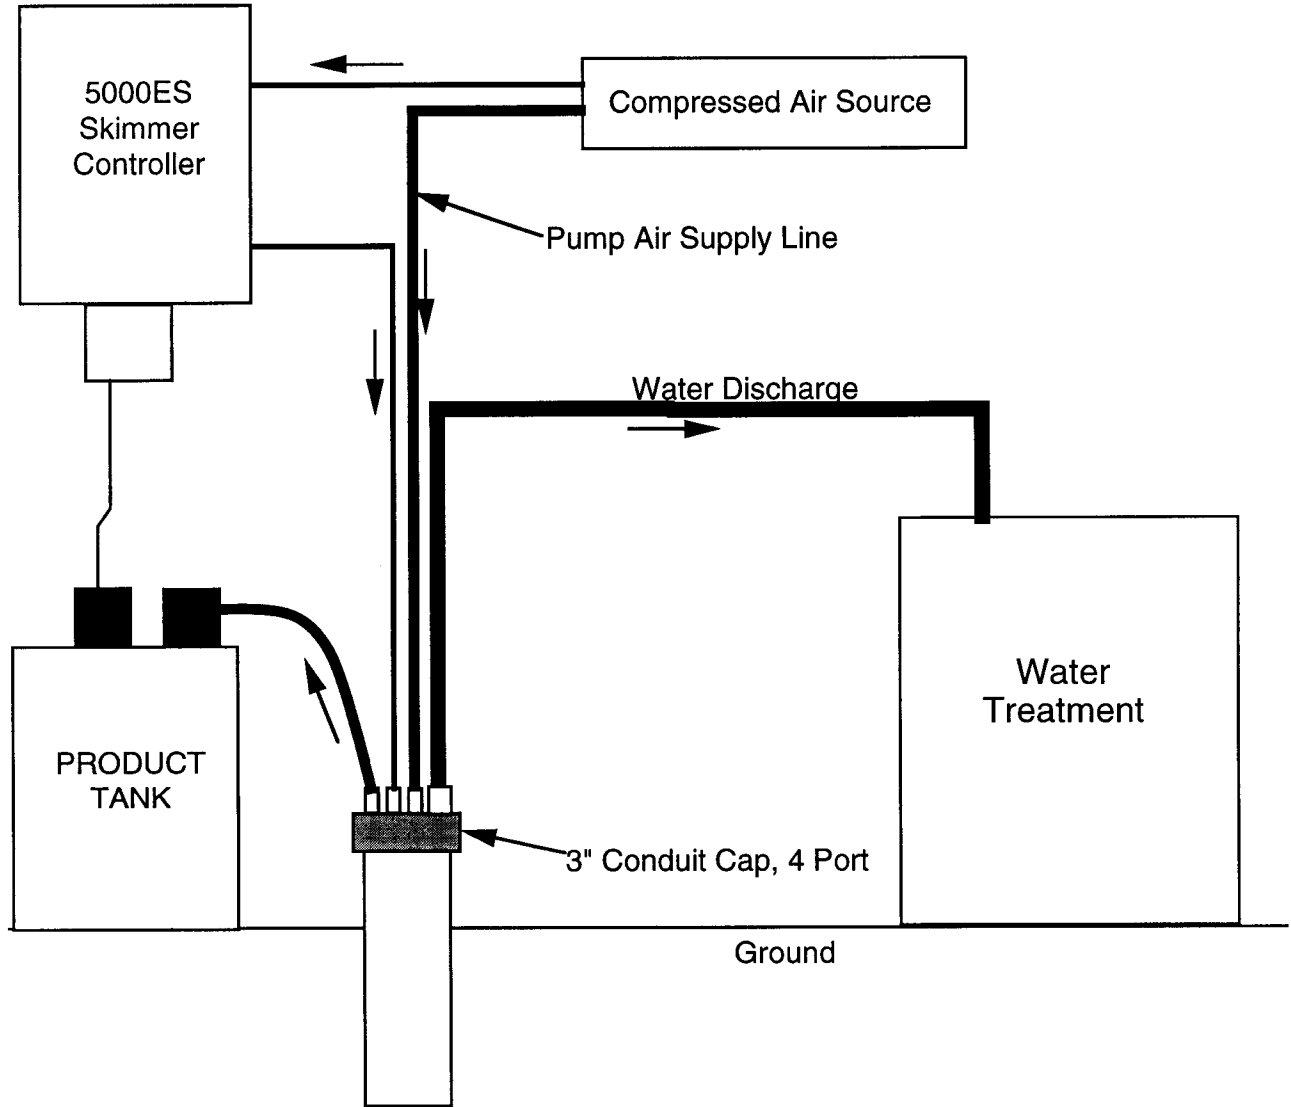 5000ES
Skimmer
Controller
Compressed Air Source
Pump Air Supply Line
Water Discharge
Water
Treatment
PRODUCT
TANK
3" Conduit Cap, 4 Port
Ground